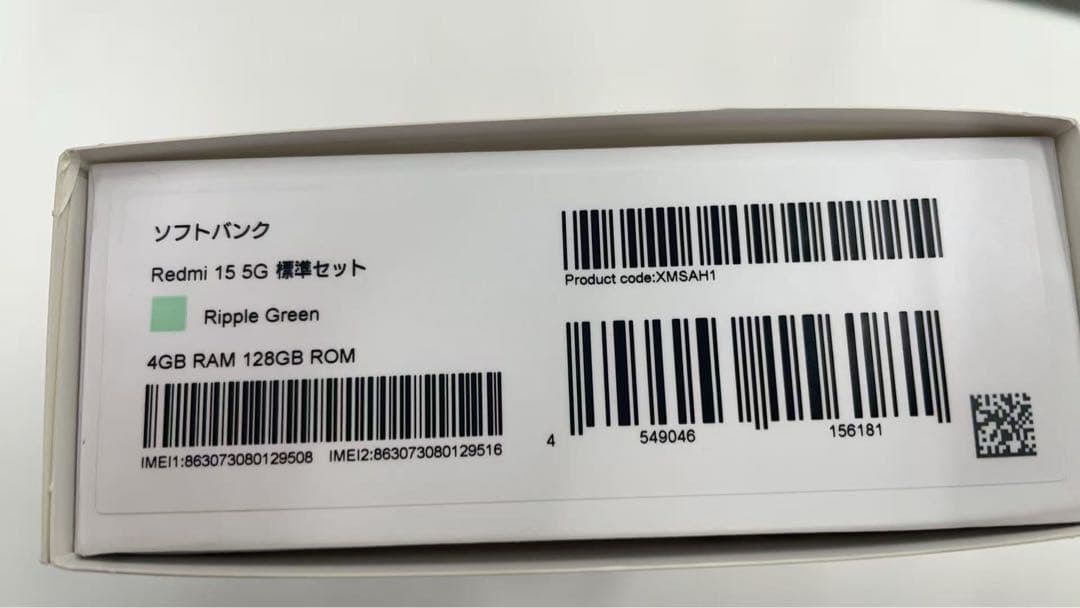 ソフトバンク
Redmi 15 5G 標準セット
Ripple Green
4GB RAM 128GB ROM
IMEI1:863073080129508 IMEI2:863073080129516
Product code:XMSAH1
4 549046 156181